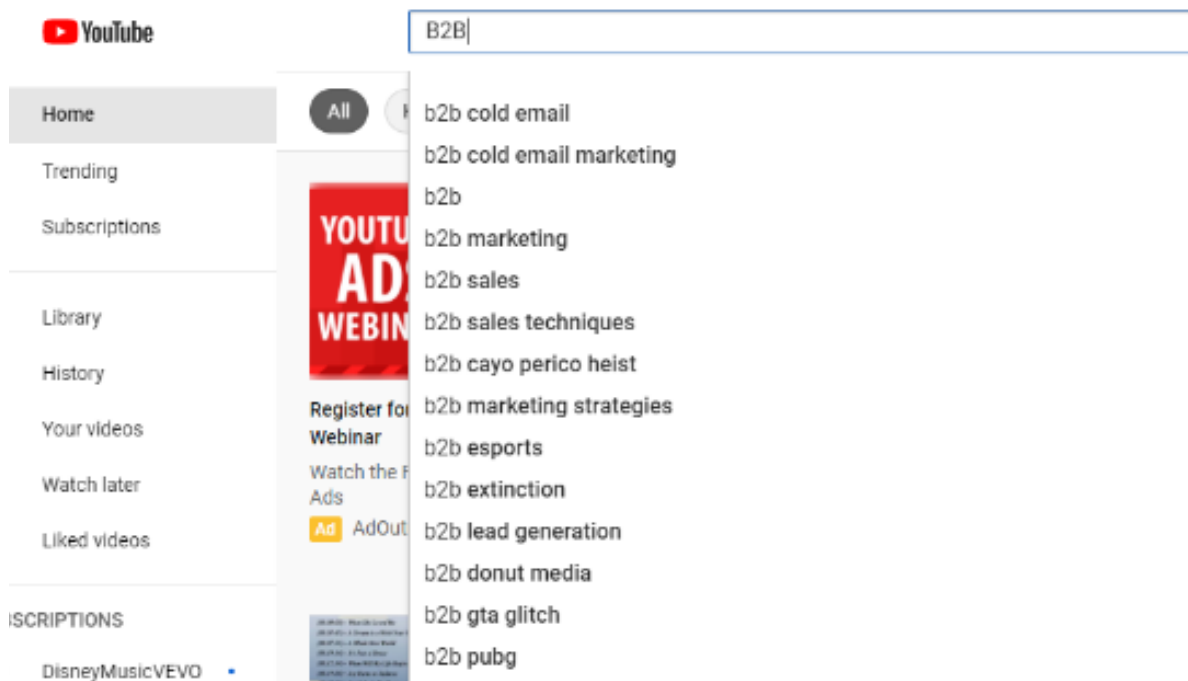 YouTube
B2B
Home
Trending
Subscriptions
Library
History
Your videos
Watch later
Liked videos
SCRIPTIONS
DisneyMusicVEVO
All
YOUTU
AD
WEBIN
Register for
Webinar
Watch the F
Ads
Ad AdOut
b2b cold email
b2b cold email marketing
b2b
b2b marketing
b2b sales
b2b sales techniques
b2b cayo perico heist
b2b marketing strategies
b2b esports
b2b extinction
b2b lead generation
b2b donut media
b2b gta glitch
b2b pubg